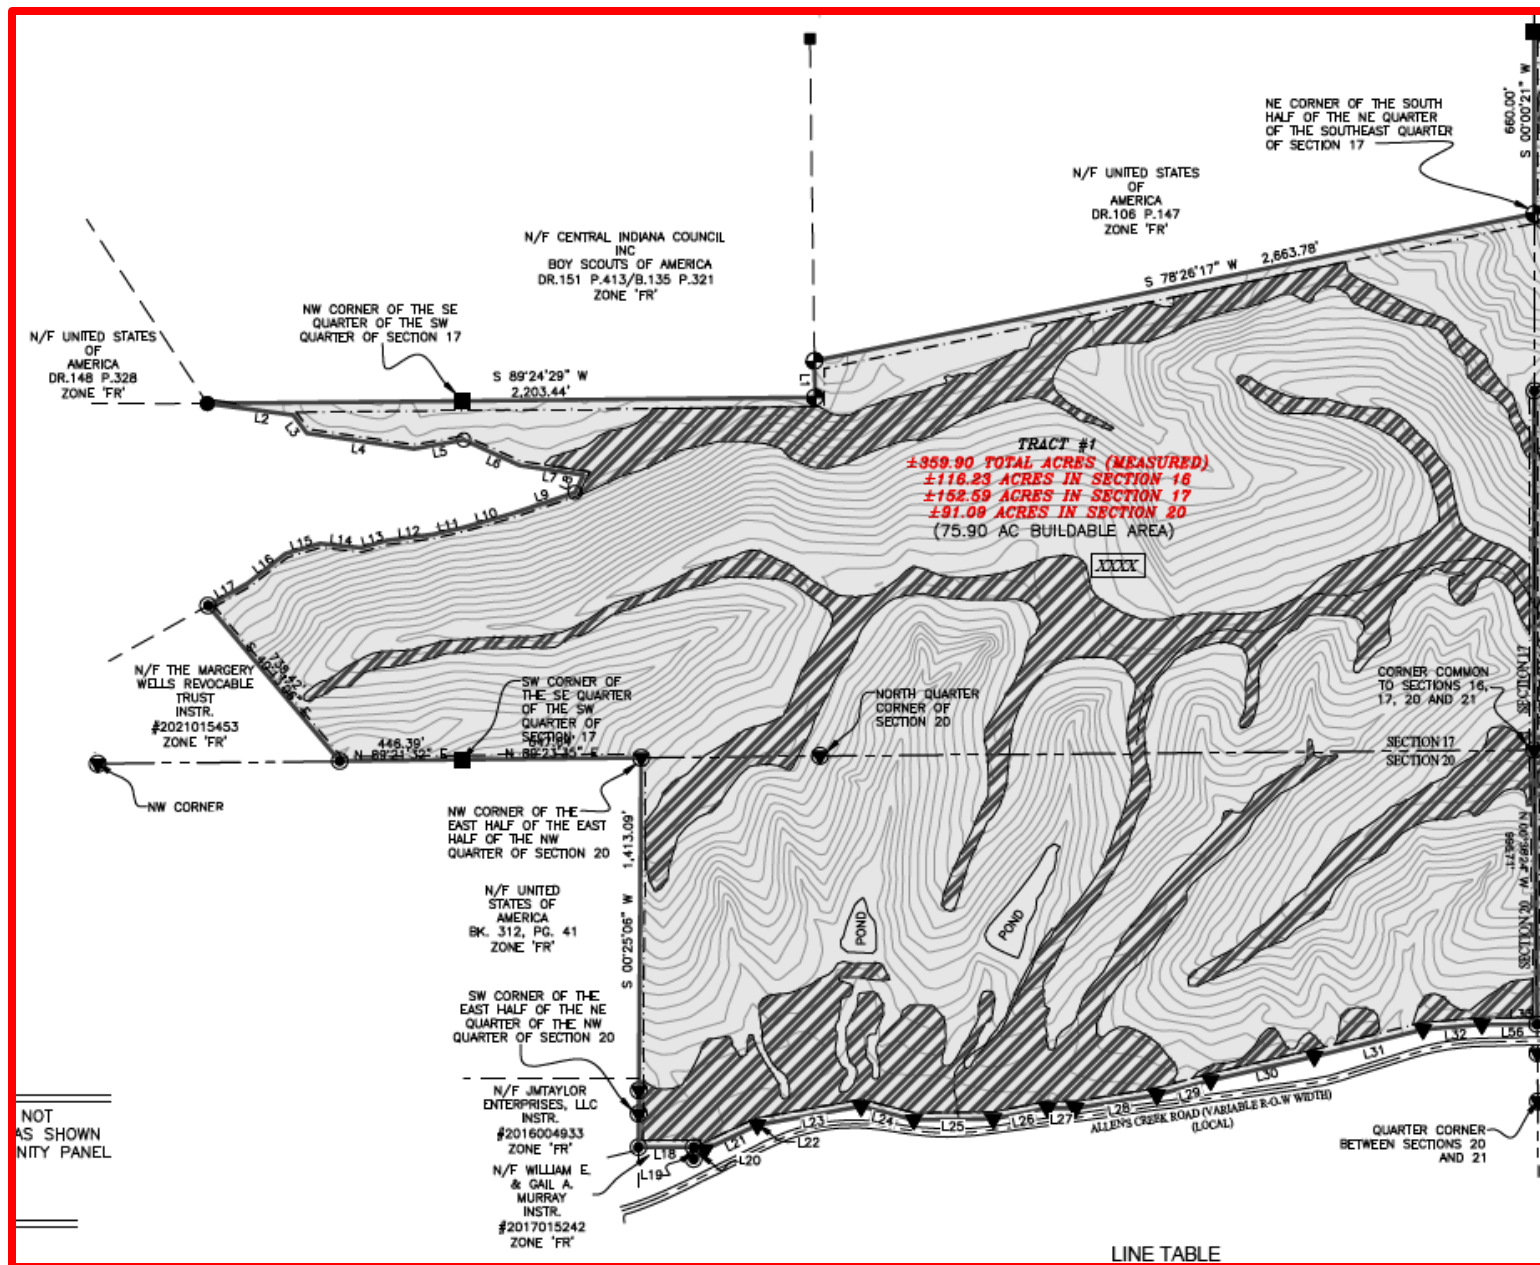 NE CORNER OF THE SOUTH
HALF OF THE NE QUARTER
OF THE SOUTHEAST QUARTER
OF SECTION 17
660.00'
S 00°00'21" W
N/F UNITED STATES
OF
AMERICA
DR.106 P.147
ZONE 'FR'
N/F CENTRAL INDIANA COUNCIL
INC
BOY SCOUTS OF AMERICA
DR.151 P.413/B.135 P.321
ZONE 'FR'
S 78°26'17" W 2,663.78'
NW CORNER OF THE SE
QUARTER OF THE SW
QUARTER OF SECTION 17
N/F UNITED STATES
OF
AMERICA
DR.148 P.328
ZONE 'FR'
S 89°24'29" W
2,203.44'
L1
L2
L3
L4
L5
L6
L7
L8
L9
L10
L11
L12
L13
L14
L15
L16
L17
TRACT #1
±359.90 TOTAL ACRES (MEASURED)
±116.23 ACRES IN SECTION 16
±152.59 ACRES IN SECTION 17
±91.09 ACRES IN SECTION 20
(75.90 AC BUILDABLE AREA)
XXXX
N/F THE MARGERY
WELLS REVOCABLE
TRUST
INSTR.
#2021015453
ZONE 'FR'
738.42'
SW CORNER OF
THE SE QUARTER
OF THE SW
QUARTER OF
SECTION 17
NORTH QUARTER
CORNER OF
SECTION 20
CORNER COMMON
TO SECTIONS 16,
17, 20 AND 21
SECTION 17
446.39'
N 89°21'32" E
N 89°23'35" E
SECTION 17
SECTION 20
NW CORNER
NW CORNER OF THE
EAST HALF OF THE EAST
HALF OF THE NW
QUARTER OF SECTION 20
1,413.09'
S 00°25'06" W
N/F UNITED
STATES OF
AMERICA
BK. 312, PG. 41
ZONE 'FR'
POND
POND
SECTION 20
SW CORNER OF THE
EAST HALF OF THE NE
QUARTER OF THE NW
QUARTER OF SECTION 20
N/F JMTAYLOR
ENTERPRISES, LLC
INSTR.
#2016004933
ZONE 'FR'
N/F WILLIAM E.
& GAIL A.
MURRAY
INSTR.
#2017015242
ZONE 'FR'
L18
L19
L20
L21
L22
L23
L24
L25
L26
L27
L28
L29
L30
L31
L32
L56
ALLEN'S CREEK ROAD (VARIABLE R-O-W WIDTH)
(LOCAL)
QUARTER CORNER
BETWEEN SECTIONS 20
AND 21
NOT
AS SHOWN
NITY PANEL
LINE TABLE